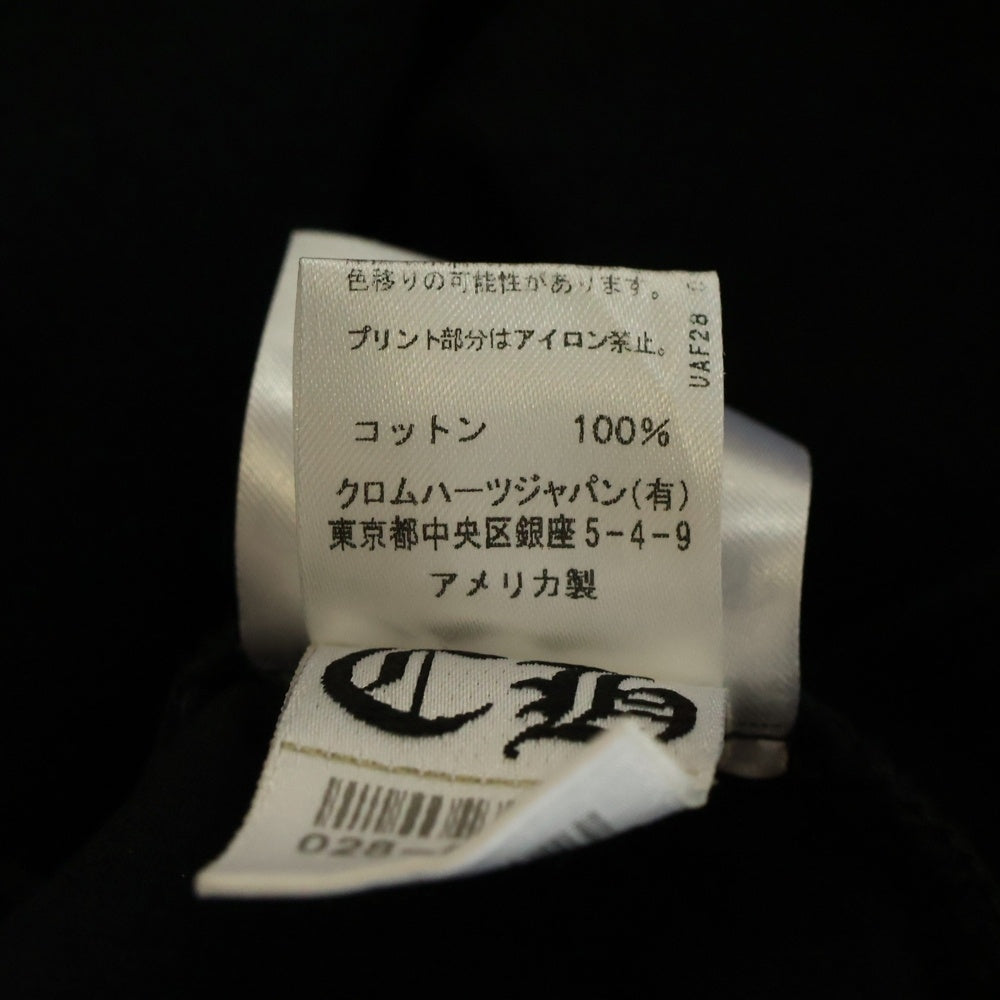 色移りの可能性があります。
プリント部分はアイロン禁止。
UAF28
コットン 100%
クロムハーツジャパン(有)
東京都中央区銀座5-4-9
アメリカ製
CH
028-